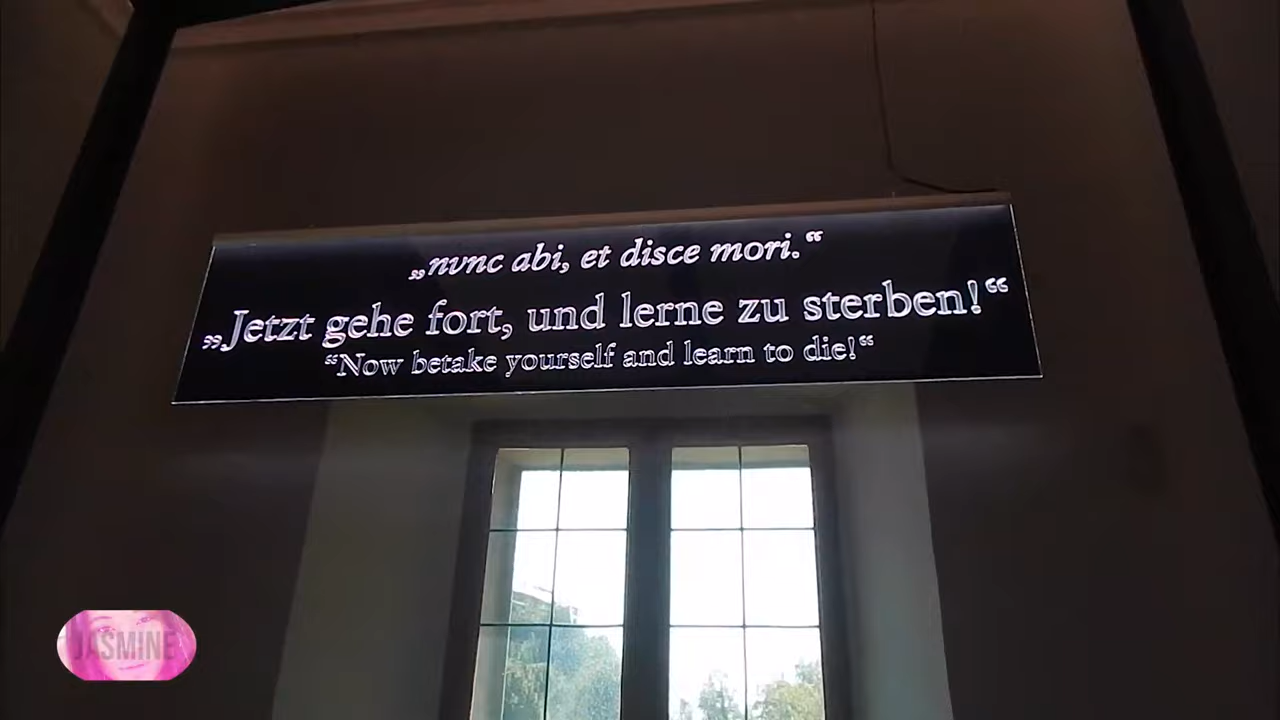 „nvnc abi, et disce mori.“
„Jetzt gehe fort, und lerne zu sterben!“
“Now betake yourself and learn to die!“
JASMINE